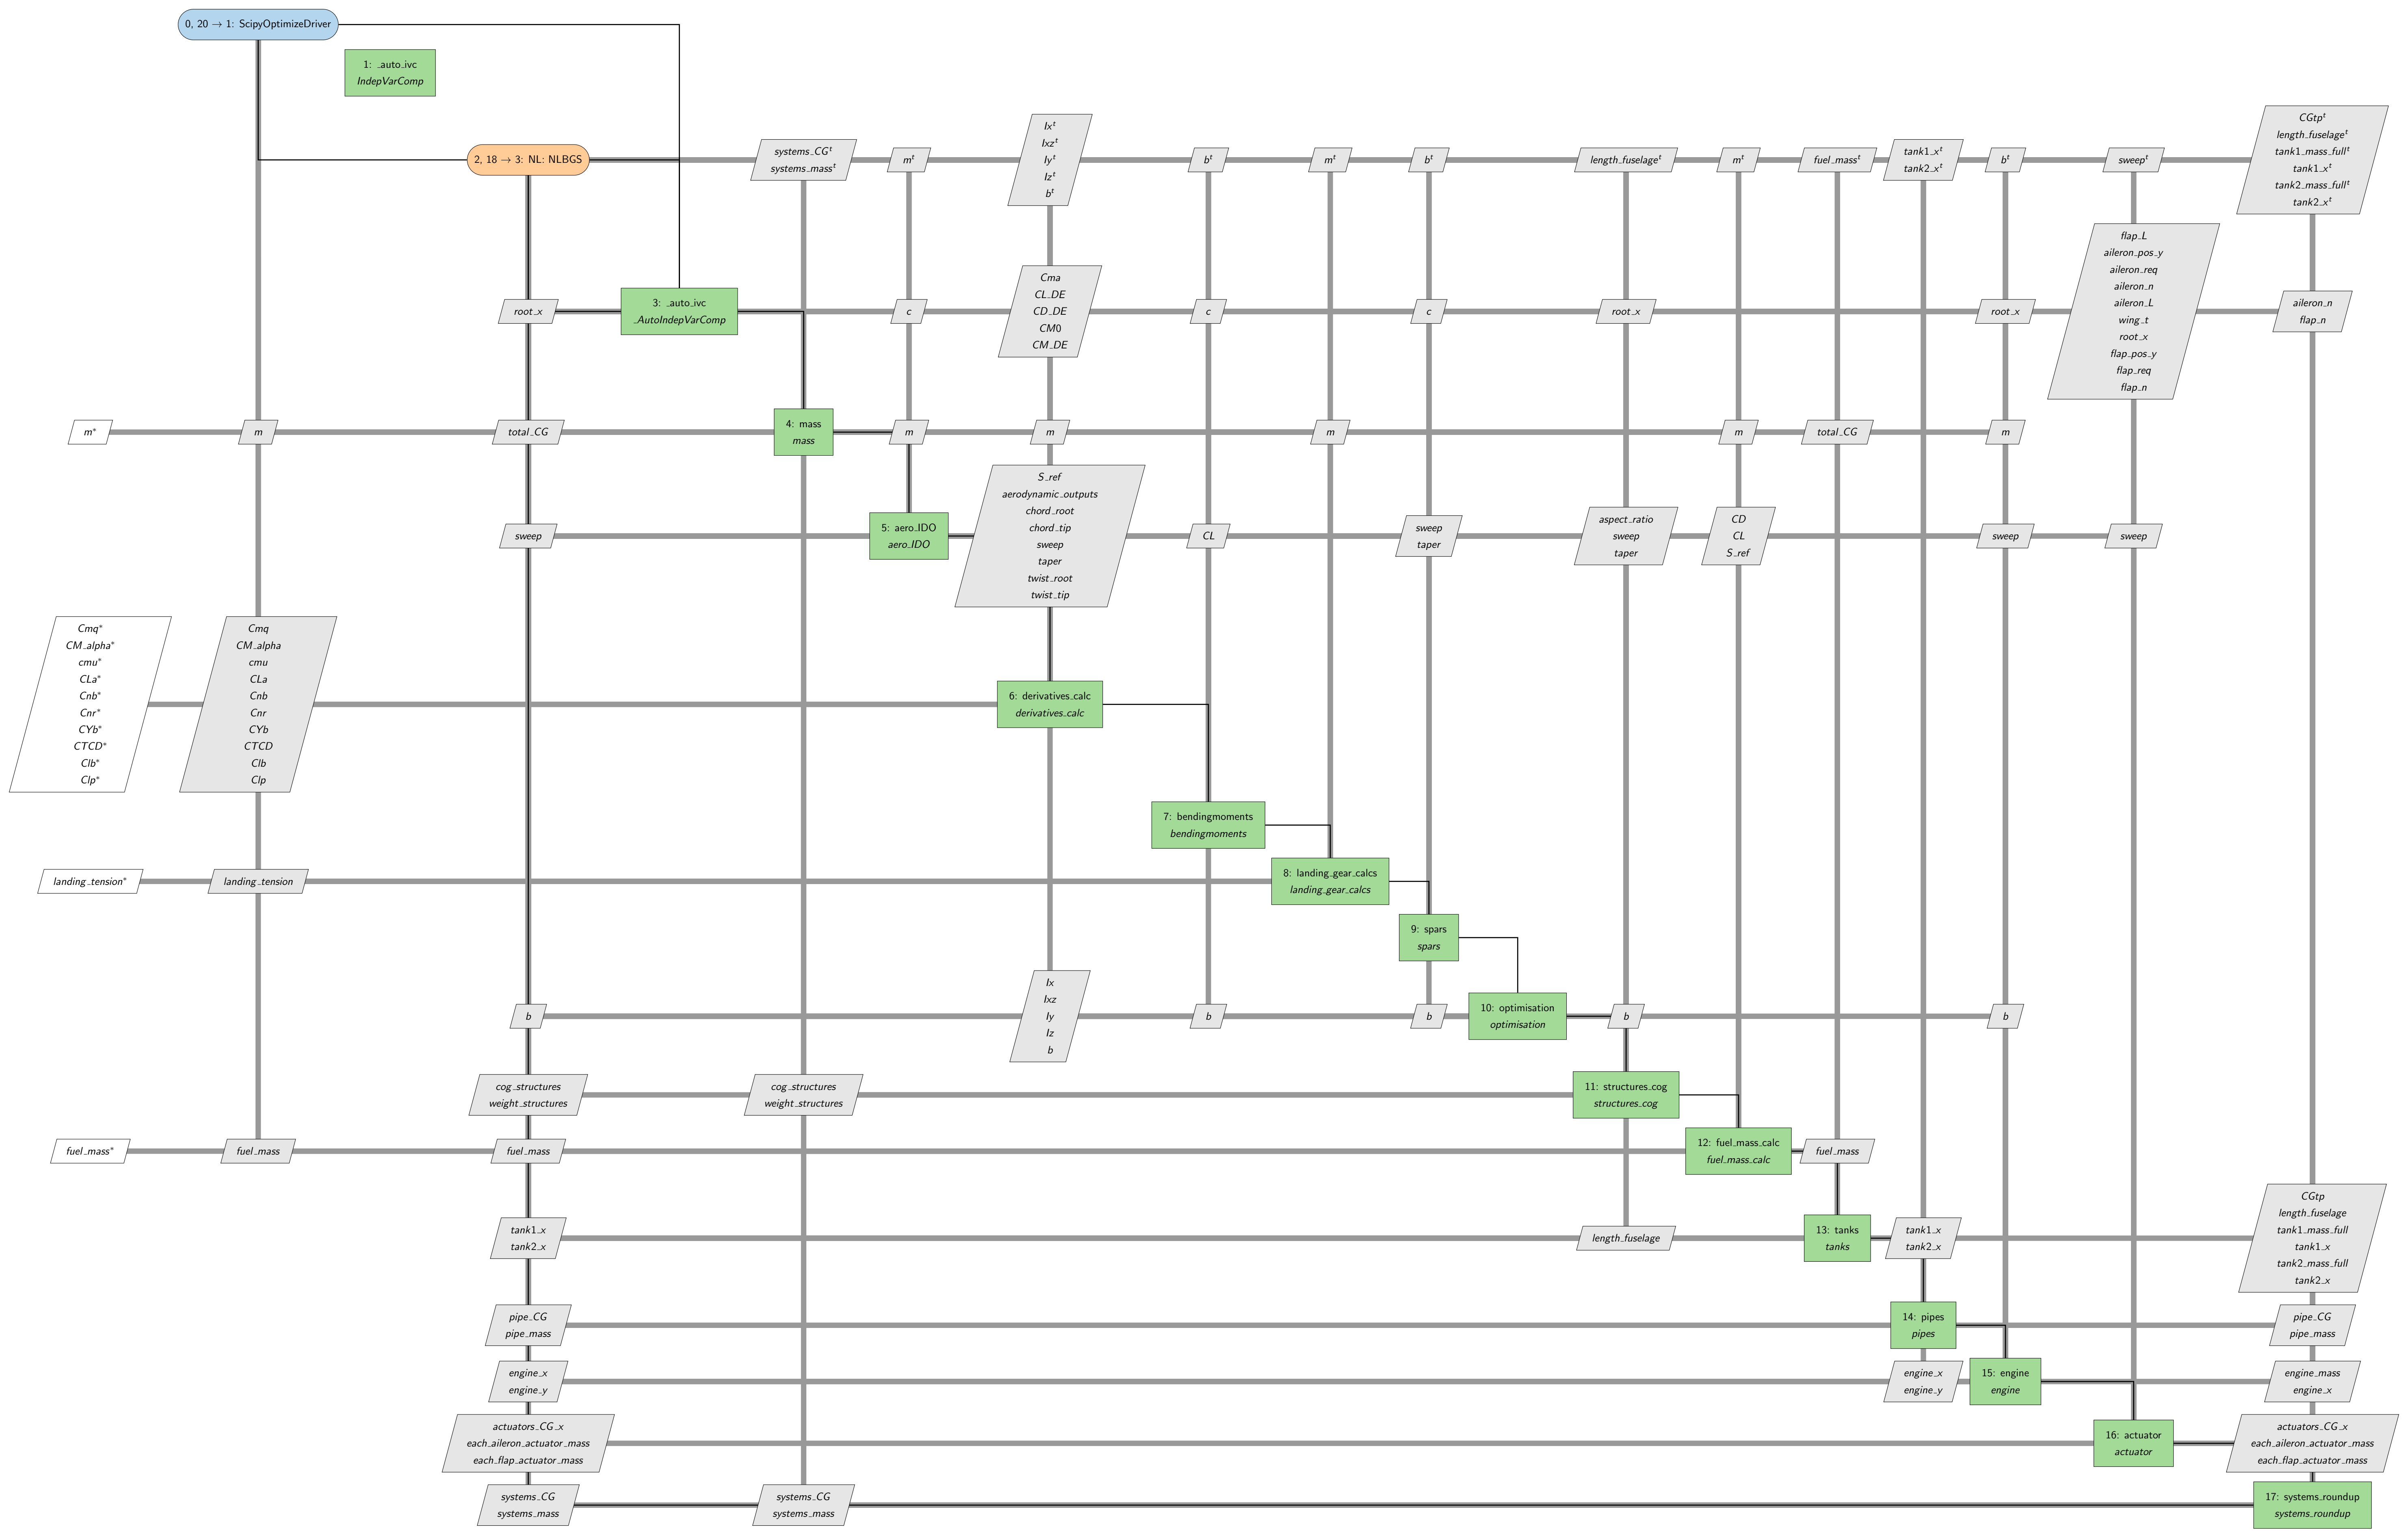 0, 20 → 1: ScipyOptimizeDriver
1: _auto_ivc
IndepVarComp
2, 18 → 3: NL: NLBGS
systems_CG^t
systems_mass^t
m^t
Ix^t
Ixz^t
Iy^t
Iz^t
b^t
b^t
m^t
b^t
length_fuselage^t
m^t
fuel_mass^t
tank1_x^t
tank2_x^t
b^t
sweep^t
CGtp^t
length_fuselage^t
tank1_mass_full^t
tank1_x^t
tank2_mass_full^t
tank2_x^t
root_x
3: _auto_ivc
_AutoIndepVarComp
c
Cma
CL_DE
CD_DE
CM0
CM_DE
c
c
root_x
root_x
flap_L
aileron_pos_y
aileron_req
aileron_n
aileron_L
wing_t
root_x
flap_pos_y
flap_req
flap_n
aileron_n
flap_n
m*
m
total_CG
4: mass
mass
m
m
m
m
total_CG
m
sweep
5: aero_IDO
aero_IDO
S_ref
aerodynamic_outputs
chord_root
chord_tip
sweep
taper
twist_root
twist_tip
CL
sweep
taper
aspect_ratio
sweep
taper
CD
CL
S_ref
sweep
sweep
Cmq*
CM_alpha*
cmu*
CLa*
Cnb*
Cnr*
CYb*
CTCD*
Clb*
Clp*
Cmq
CM_alpha
cmu
CLa
Cnb
Cnr
CYb
CTCD
Clb
Clp
6: derivatives_calc
derivatives_calc
7: bendingmoments
bendingmoments
landing_tension*
landing_tension
8: landing_gear_calcs
landing_gear_calcs
9: spars
spars
b
Ix
Ixz
Iy
Iz
b
b
b
10: optimisation
optimisation
b
b
cog_structures
weight_structures
cog_structures
weight_structures
11: structures_cog
structures_cog
fuel_mass*
fuel_mass
fuel_mass
12: fuel_mass_calc
fuel_mass_calc
fuel_mass
tank1_x
tank2_x
length_fuselage
13: tanks
tanks
tank1_x
tank2_x
CGtp
length_fuselage
tank1_mass_full
tank1_x
tank2_mass_full
tank2_x
pipe_CG
pipe_mass
14: pipes
pipes
pipe_CG
pipe_mass
engine_x
engine_y
engine_x
engine_y
15: engine
engine
engine_mass
engine_x
actuators_CG_x
each_aileron_actuator_mass
each_flap_actuator_mass
16: actuator
actuator
actuators_CG_x
each_aileron_actuator_mass
each_flap_actuator_mass
systems_CG
systems_mass
systems_CG
systems_mass
17: systems_roundup
systems_roundup